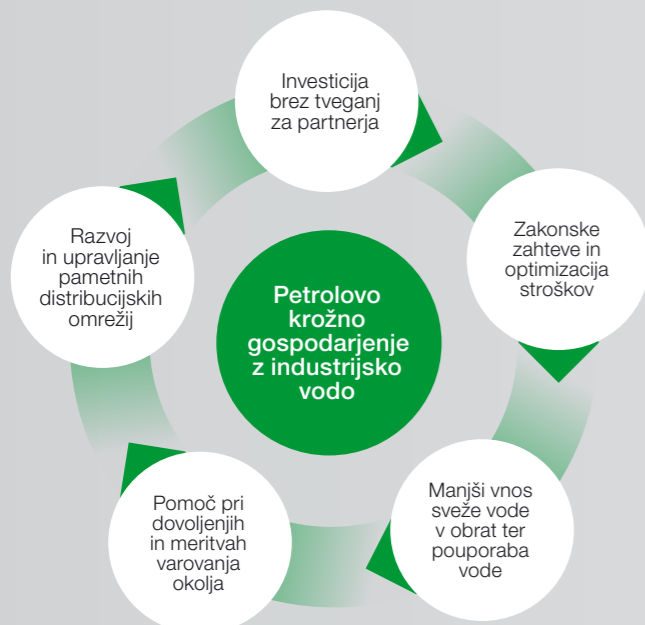 Investicija
brez tveganj
za partnerja
Zakonske
zahteve in
optimizacija
stroškov
Manjši vnos
sveže vode
v obrat ter
pouporaba
vode
Pomoč pri
dovoljenjih
in meritvah
varovanja
okolja
Razvoj
in upravljanje
pametnih
distribucijskih
omrežij
Petrolovo
krožno
gospodarjenje
z industrijsko
vodo